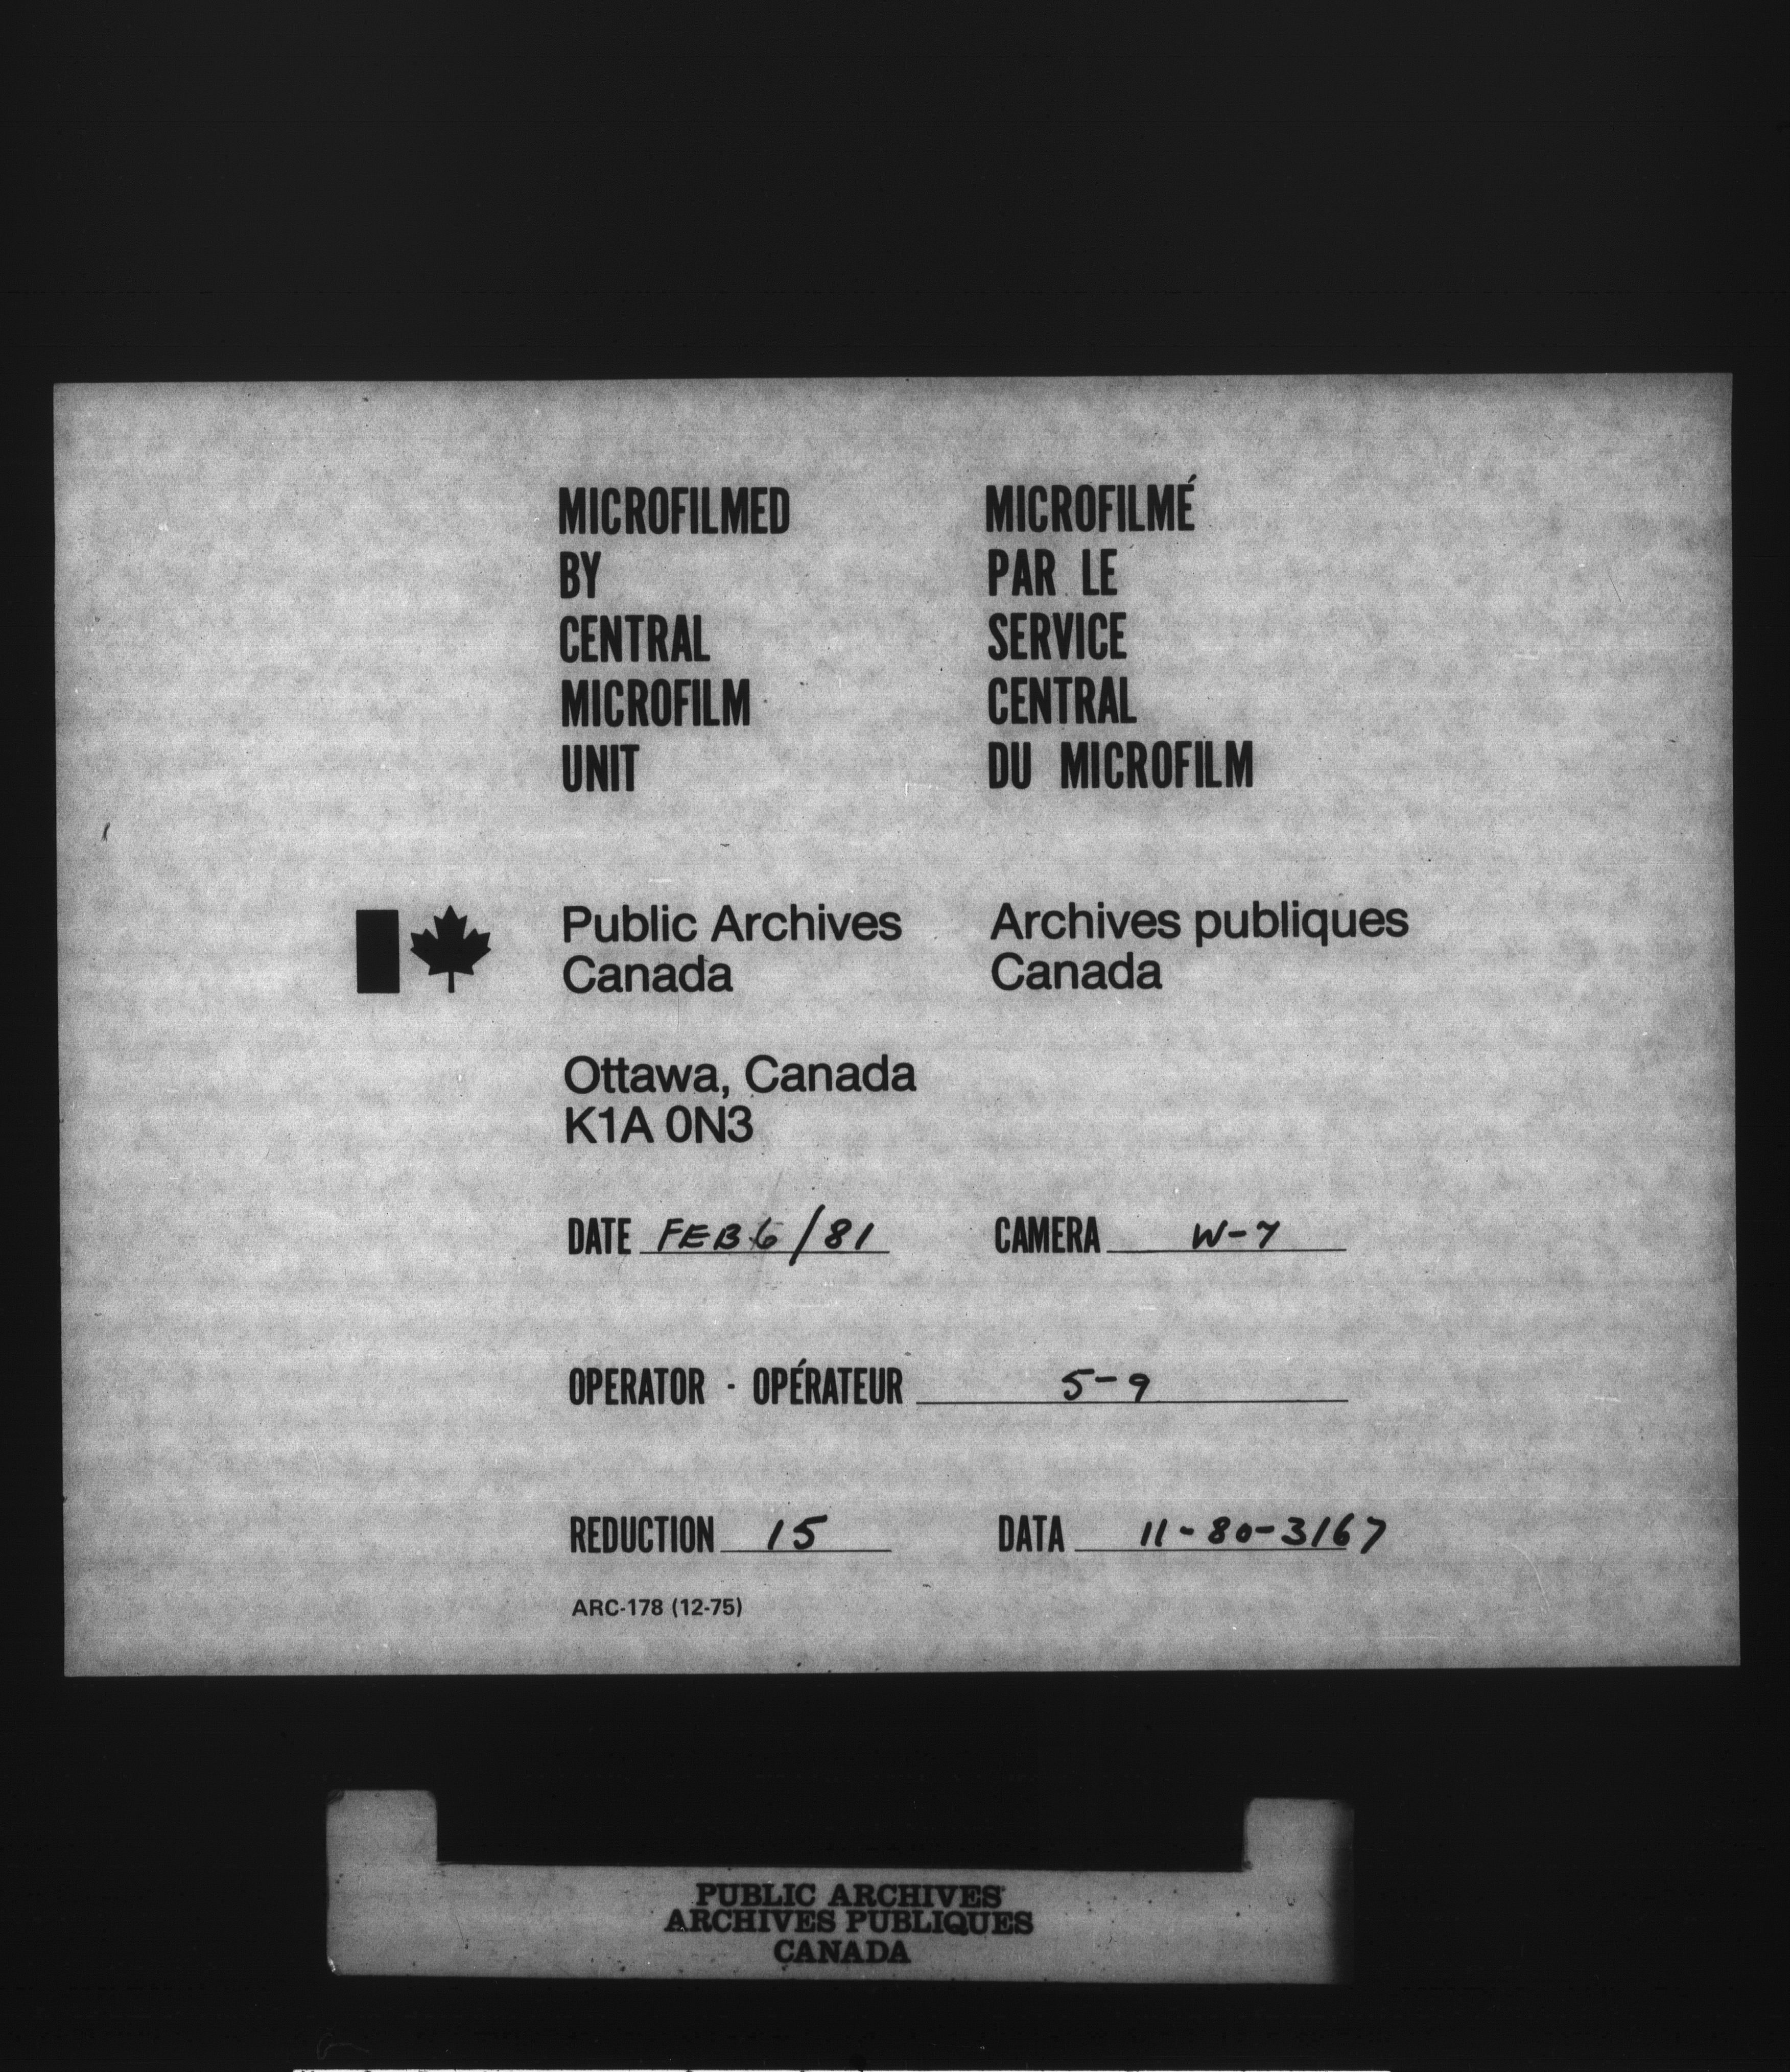 MICROFILMED
BY
CENTRAL
MICROFILM
UNIT
MICROFILMÉ
PAR LE
SERVICE
CENTRAL
DU MICROFILM
Public Archives
Canada
Archives publiques
Canada
Ottawa, Canada
K1A 0N3
DATE FEB 6/81
CAMERA W-7
OPERATOR - OPÉRATEUR 5-9
REDUCTION 15
DATA 11-80-3167
ARC-178 (12-75)
PUBLIC ARCHIVES
ARCHIVES PUBLIQUES
CANADA